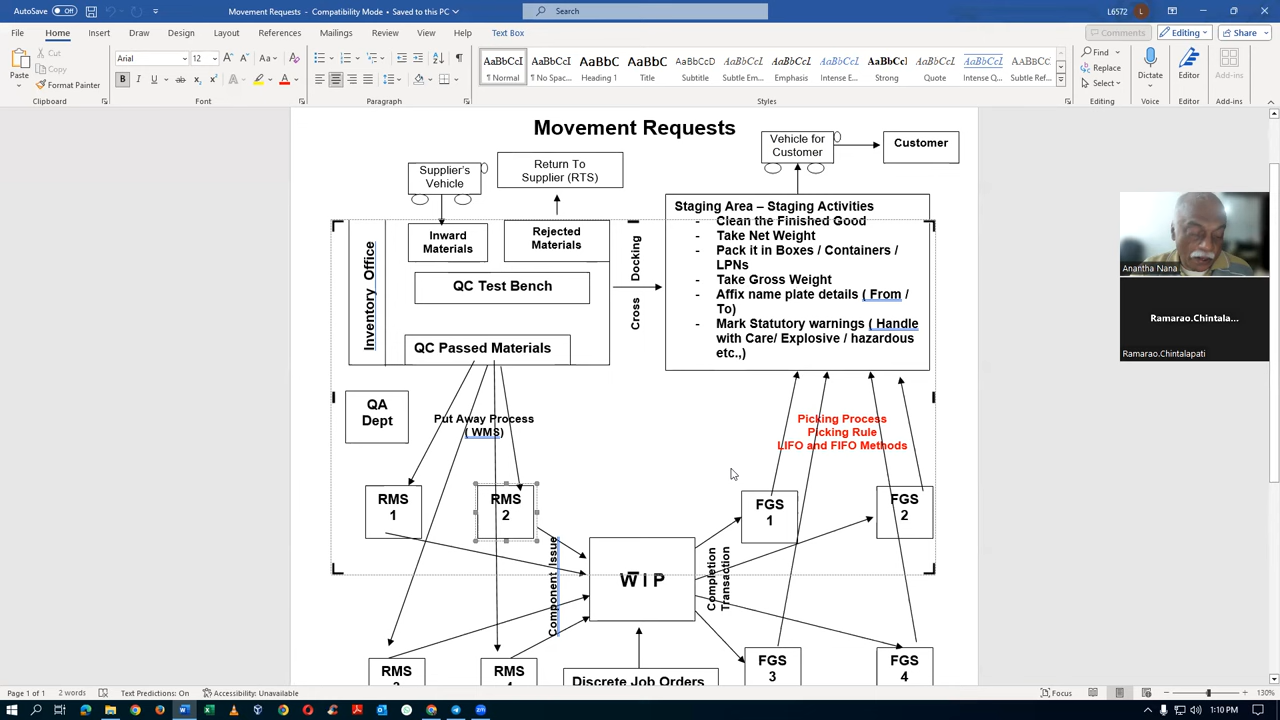 AutoSave
Off
Movement Requests - Compatibility Mode • Saved to this PC
Search
L6572
L
File
Home
Insert
Draw
Design
Layout
References
Mailings
Review
View
Help
Text Box
Comments
Editing
Share
Paste
Cut
Copy
Format Painter
Arial
12
Clipboard
Font
Paragraph
AaBbCcI
¶ Normal
AaBbCcI
¶ No Spac...
AaBbCc
Heading 1
AaBbCc
Title
AaBbCcI
Subtitle
AaBbCcI
Subtle Em...
AaBbCcI
Emphasis
AaBbCcI
Intense E...
AaBbCcI
Strong
AaBbCcI
Quote
AaBbCcI
Intense Q...
AaBbCcI
Subtle Ref...
Styles
Find
Replace
Select
Editing
Dictate
Voice
Editor
Editor
Add-ins
Add-ins
Movement Requests
Supplier's
Vehicle
Return To
Supplier (RTS)
Vehicle for
Customer
Customer
Inventory Office
Inward
Materials
Rejected
Materials
QC Test Bench
QC Passed Materials
Cross Docking
Staging Area – Staging Activities
- Clean the Finished Good
- Take Net Weight
- Pack it in Boxes / Containers /
LPNs
- Take Gross Weight
- Affix name plate details ( From /
To)
- Mark Statutory warnings ( Handle
with Care/ Explosive / hazardous
etc.,)
QA
Dept
Put Away Process
( WMS)
Picking Process
Picking Rule
LIFO and FIFO Methods
RMS
1
RMS
2
FGS
1
FGS
2
Component Issue
W I P
Completion
Transaction
RMS
RMS
FGS
3
FGS
4
Discrete Job Orders
Anantha Nana
Ramarao.Chintala...
Ramarao.Chintalapati
Page 1 of 1
2 words
Text Predictions: On
Accessibility: Unavailable
Focus
130%
1:10 PM